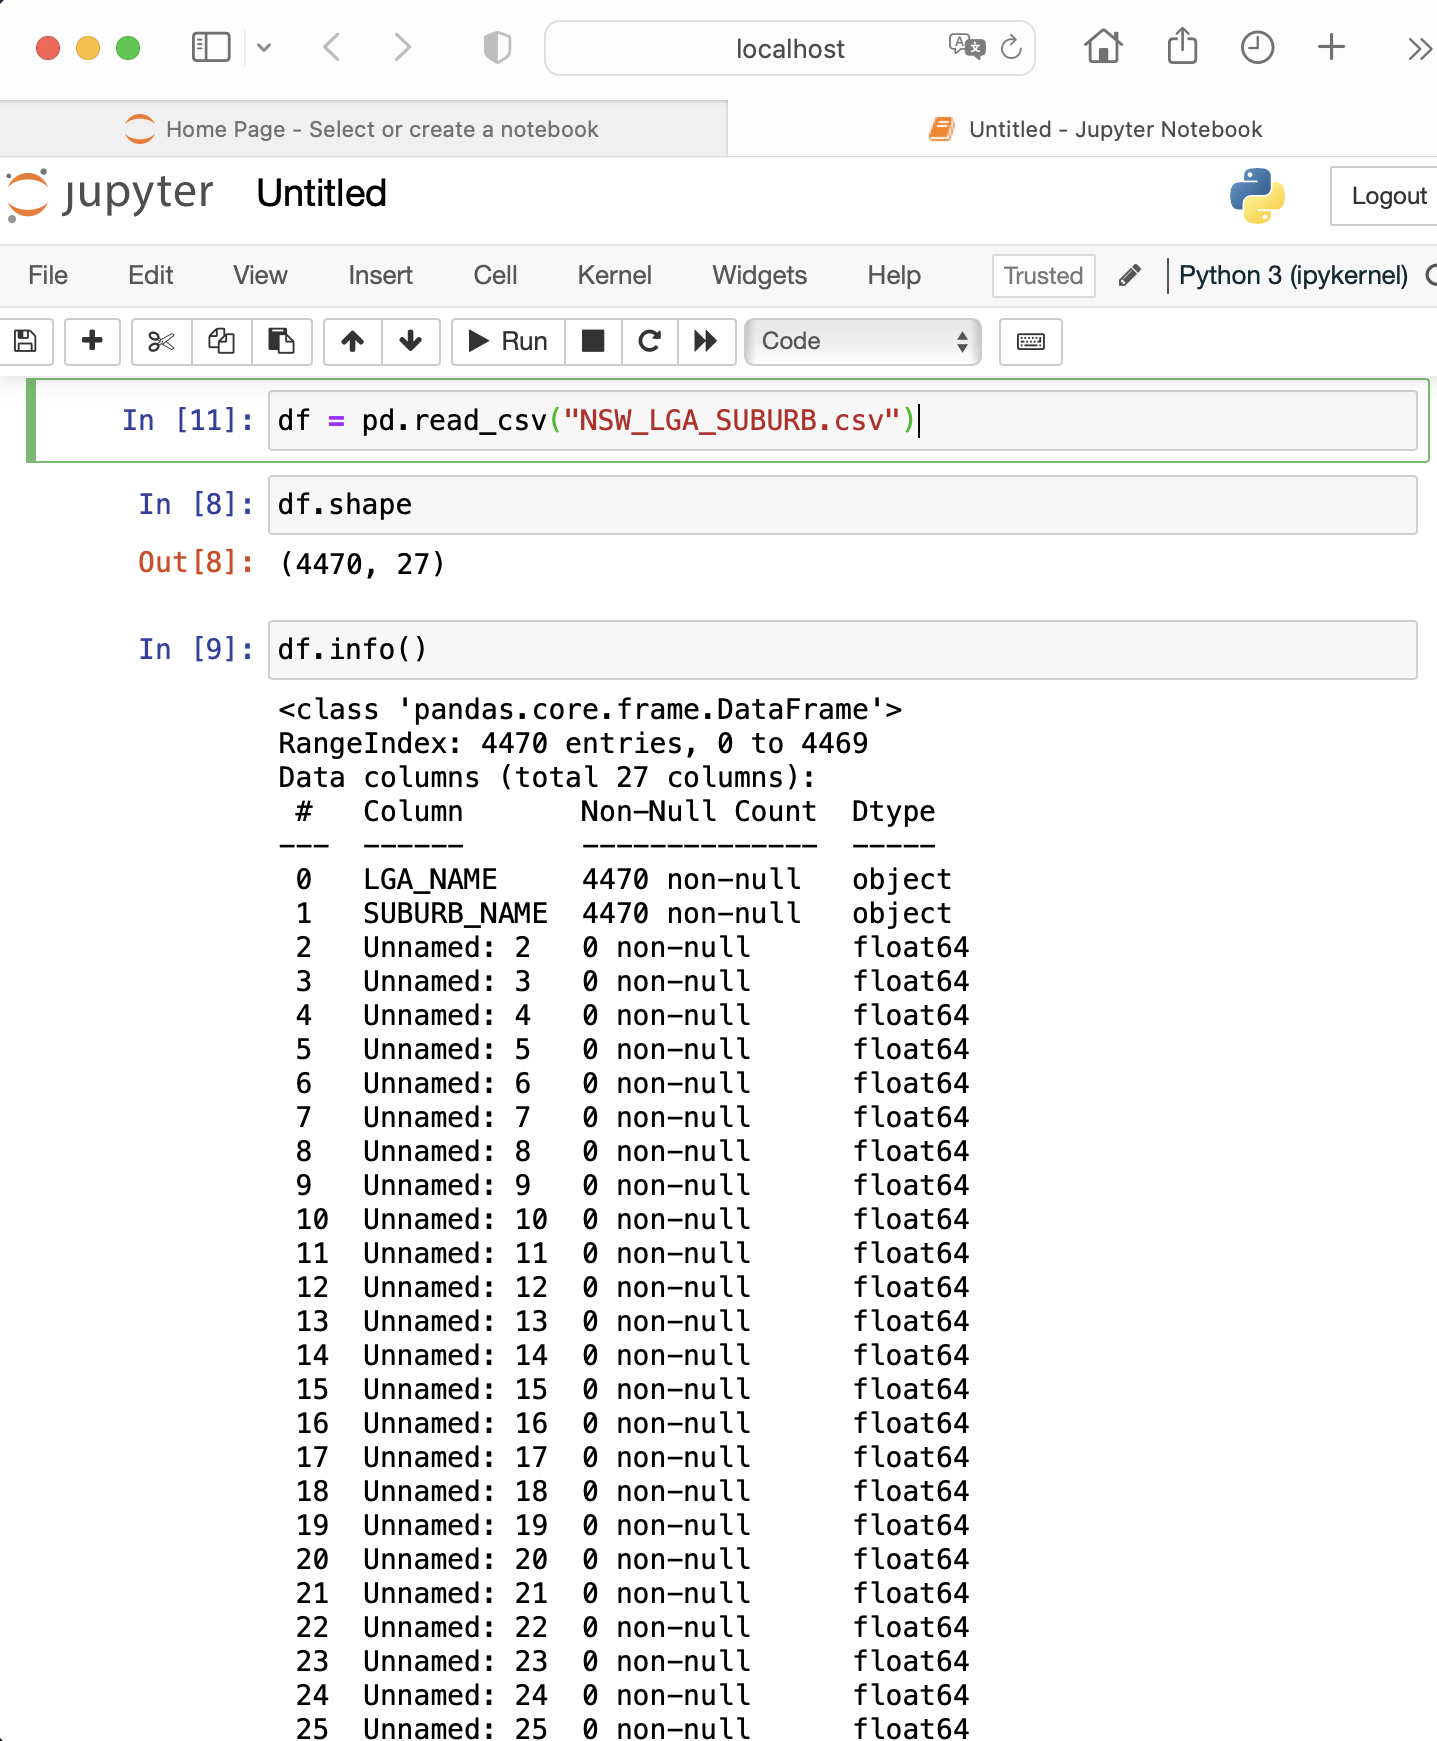 localhost
Home Page - Select or create a notebook
Untitled - Jupyter Notebook
jupyter Untitled
Logout
File Edit View Insert Cell Kernel Widgets Help Trusted Python 3 (ipykernel)
Run Code
In [11]: df = pd.read_csv("NSW_LGA_SUBURB.csv")
In [8]: df.shape
Out[8]: (4470, 27)
In [9]: df.info()
<class 'pandas.core.frame.DataFrame'>
RangeIndex: 4470 entries, 0 to 4469
Data columns (total 27 columns):
 #   Column       Non-Null Count  Dtype
---  ------       --------------  -----
 0   LGA_NAME     4470 non-null   object
 1   SUBURB_NAME  4470 non-null   object
 2   Unnamed: 2   0 non-null      float64
 3   Unnamed: 3   0 non-null      float64
 4   Unnamed: 4   0 non-null      float64
 5   Unnamed: 5   0 non-null      float64
 6   Unnamed: 6   0 non-null      float64
 7   Unnamed: 7   0 non-null      float64
 8   Unnamed: 8   0 non-null      float64
 9   Unnamed: 9   0 non-null      float64
 10  Unnamed: 10  0 non-null      float64
 11  Unnamed: 11  0 non-null      float64
 12  Unnamed: 12  0 non-null      float64
 13  Unnamed: 13  0 non-null      float64
 14  Unnamed: 14  0 non-null      float64
 15  Unnamed: 15  0 non-null      float64
 16  Unnamed: 16  0 non-null      float64
 17  Unnamed: 17  0 non-null      float64
 18  Unnamed: 18  0 non-null      float64
 19  Unnamed: 19  0 non-null      float64
 20  Unnamed: 20  0 non-null      float64
 21  Unnamed: 21  0 non-null      float64
 22  Unnamed: 22  0 non-null      float64
 23  Unnamed: 23  0 non-null      float64
 24  Unnamed: 24  0 non-null      float64
 25  Unnamed: 25  0 non-null      float64